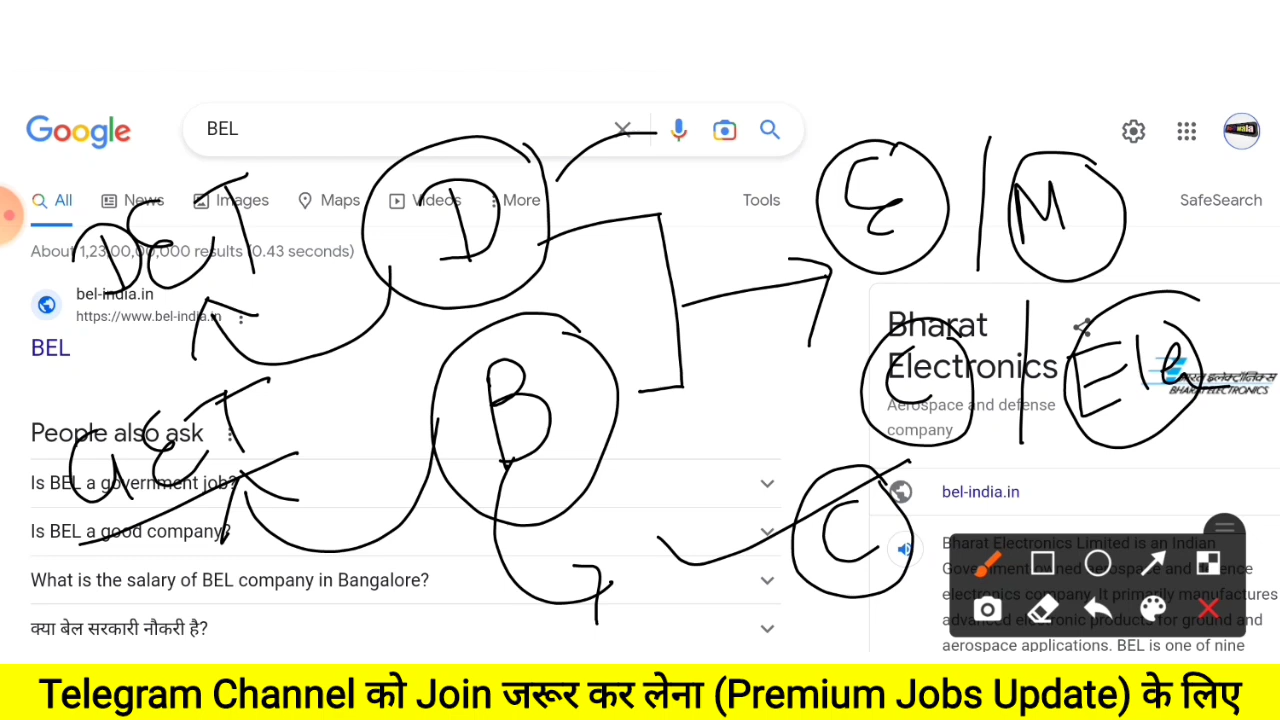 Google
BEL
All News Images Maps Videos More Tools SafeSearch
About 1,23,00,00,000 results (0.43 seconds)
bel-india.in
https://www.bel-india.in
BEL
People also ask
Is BEL a government job?
Is BEL a good company?
What is the salary of BEL company in Bangalore?
क्या बेल सरकारी नौकरी है?
DET
GET
D
B
E / M
C / Ele
C
Bharat
Electronics
Aerospace and defense
company
भारत इलेक्ट्रॉनिक्स
BHARAT ELECTRONICS
bel-india.in
Bharat Electronics Limited is an Indian
aerospace and
electronics company. It primarily manufactures
advanced electronic products for ground and
aerospace applications. BEL is one of nine
Telegram Channel को Join जरूर कर लेना (Premium Jobs Update) के लिए